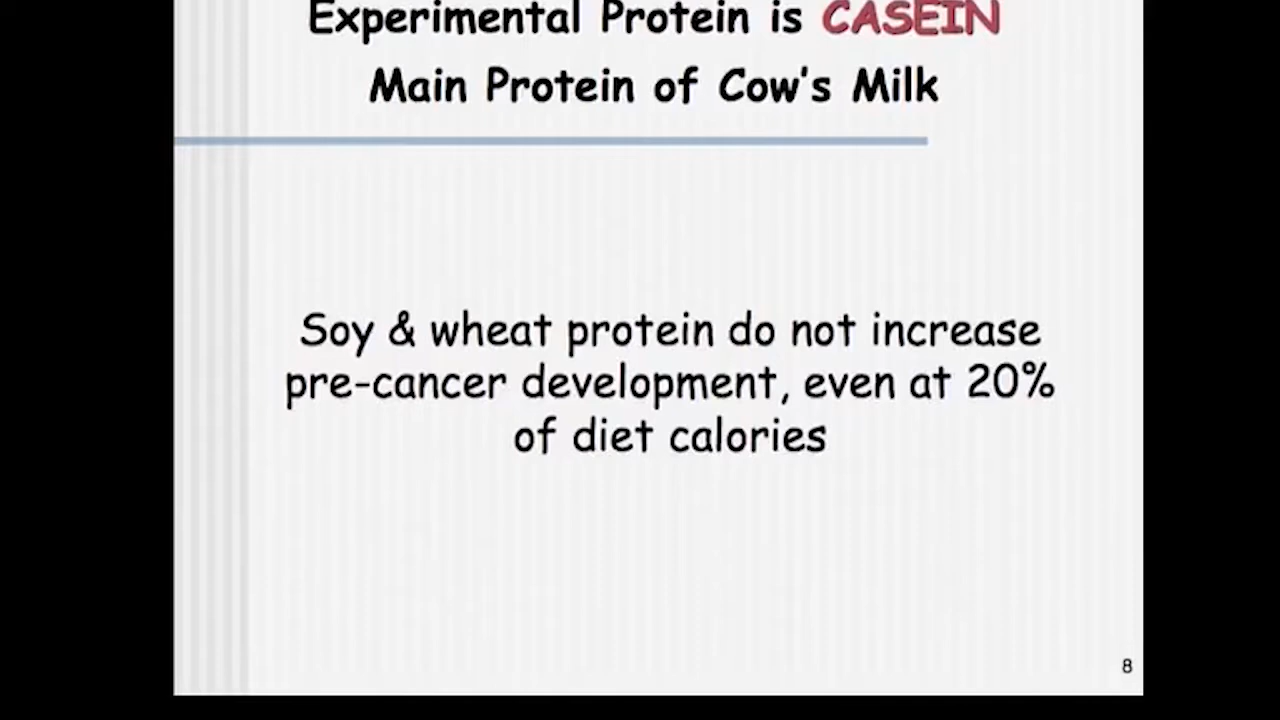 Experimental Protein is CASEIN
Main Protein of Cow's Milk
Soy & wheat protein do not increase
pre-cancer development, even at 20%
of diet calories
8